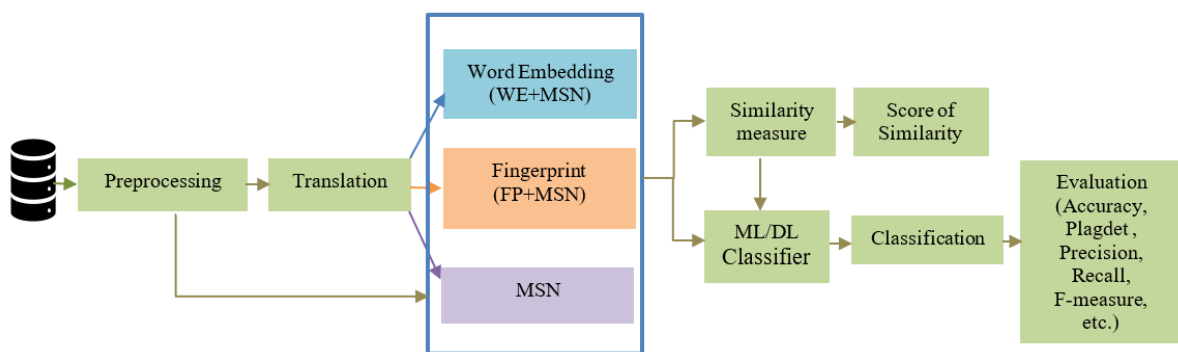 Preprocessing
Translation
Word Embedding
(WE+MSN)
Fingerprint
(FP+MSN)
MSN
Similarity
measure
Score of
Similarity
ML/DL
Classifier
Classification
Evaluation
(Accuracy,
Plagdet ,
Precision,
Recall,
F-measure,
etc.)